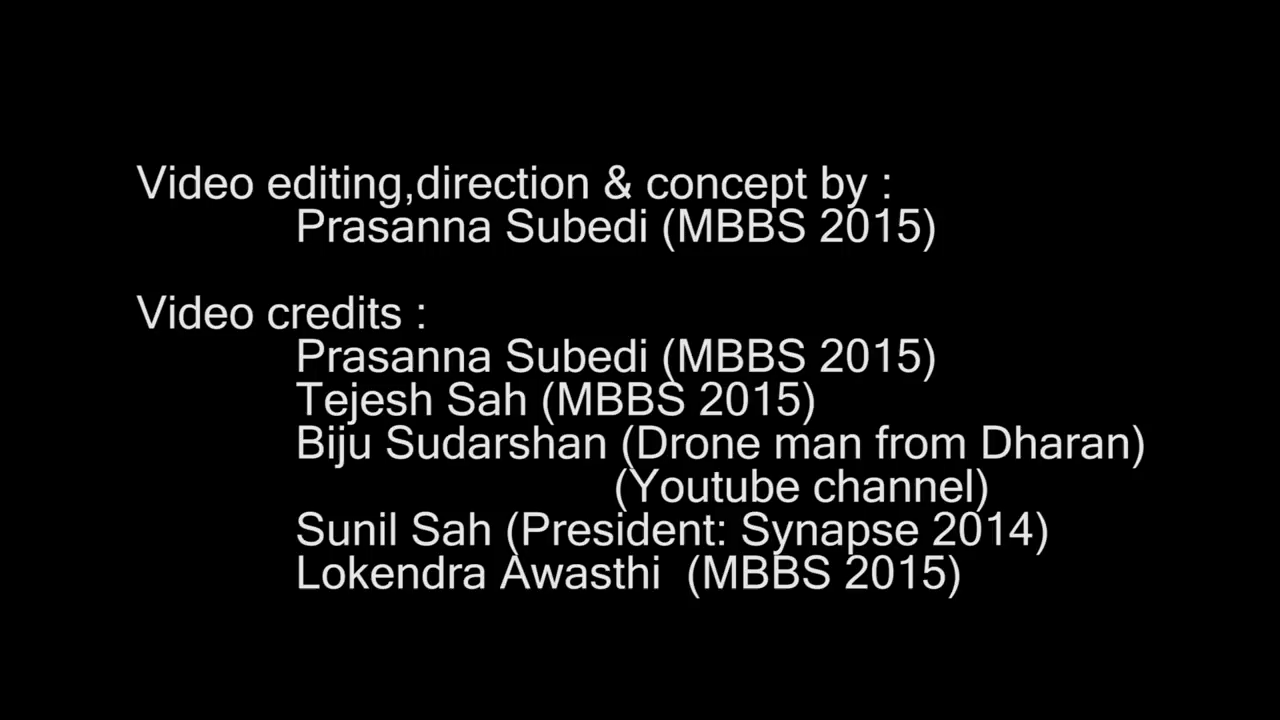 Video editing,direction & concept by :
Prasanna Subedi (MBBS 2015)
Video credits :
Prasanna Subedi (MBBS 2015)
Tejesh Sah (MBBS 2015)
Biju Sudarshan (Drone man from Dharan)
(Youtube channel)
Sunil Sah (President: Synapse 2014)
Lokendra Awasthi  (MBBS 2015)